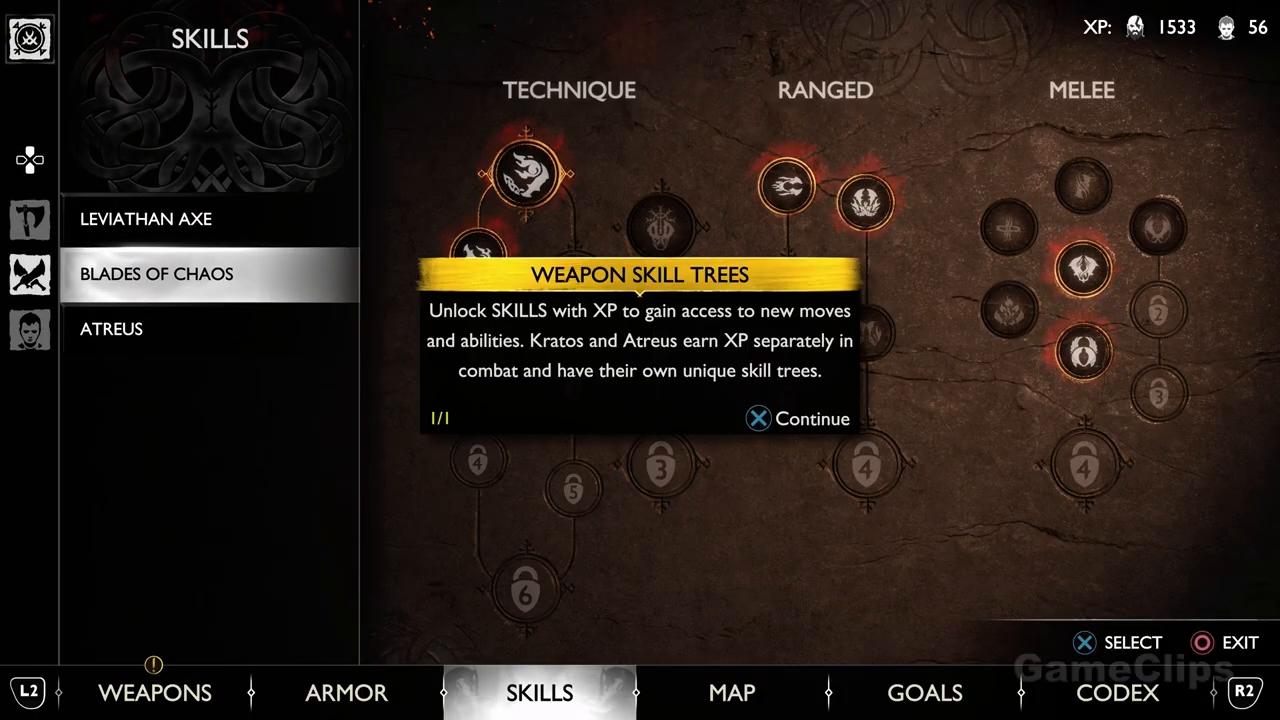 SKILLS
XP: 1533 56
TECHNIQUE RANGED MELEE
LEVIATHAN AXE
BLADES OF CHAOS
ATREUS
WEAPON SKILL TREES
Unlock SKILLS with XP to gain access to new moves
and abilities. Kratos and Atreus earn XP separately in
combat and have their own unique skill trees.
1/1
Continue
2
3
4
5
3
4
4
6
SELECT EXIT
GameClips
L2 WEAPONS ARMOR SKILLS MAP GOALS CODEX R2